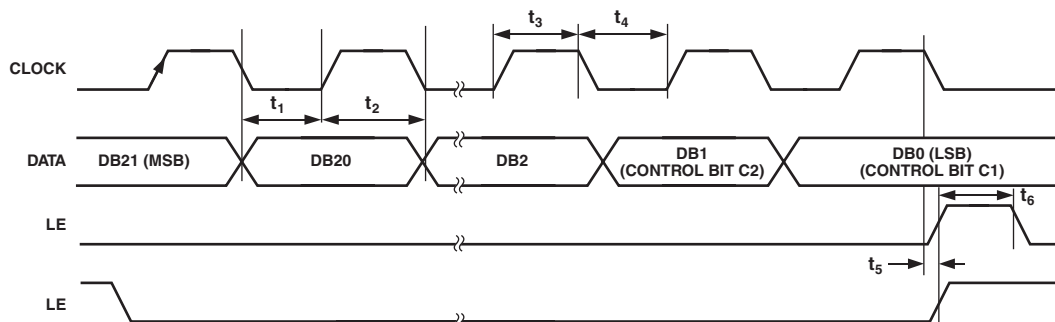 t3 t4
CLOCK
t1 t2
DATA DB21 (MSB) DB20 DB2 DB1 (CONTROL BIT C2) DB0 (LSB) (CONTROL BIT C1)
t6
LE
t5
LE